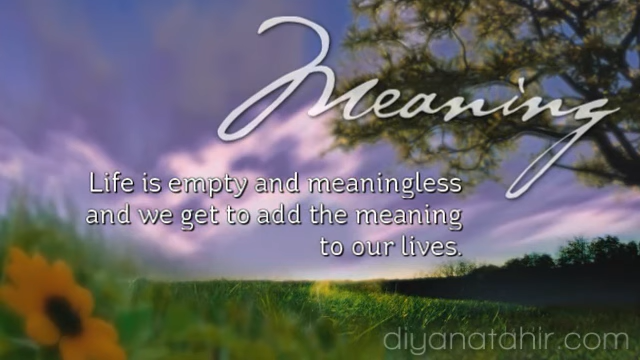 Meaning
Life is empty and meaningless
and we get to add the meaning
to our lives.
diyanatahir.com